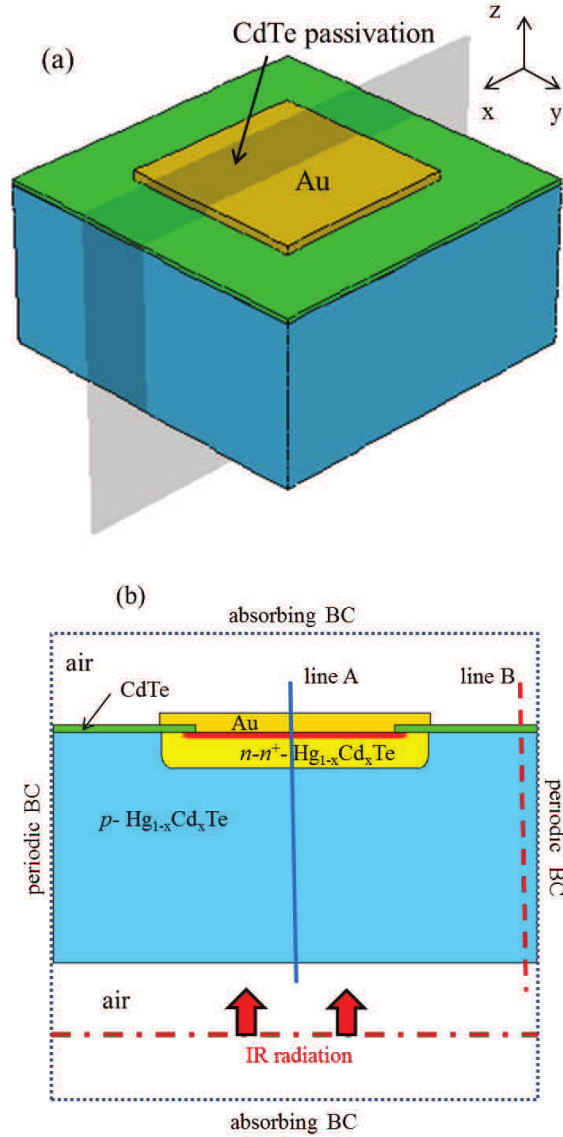 (a)
CdTe passivation
z
x
y
Au
(b)
absorbing BC
air
line A
line B
CdTe
Au
n-n⁺- Hg₁₋ₓCdₓTe
p- Hg₁₋ₓCdₓTe
periodic BC
periodic BC
air
IR radiation
absorbing BC